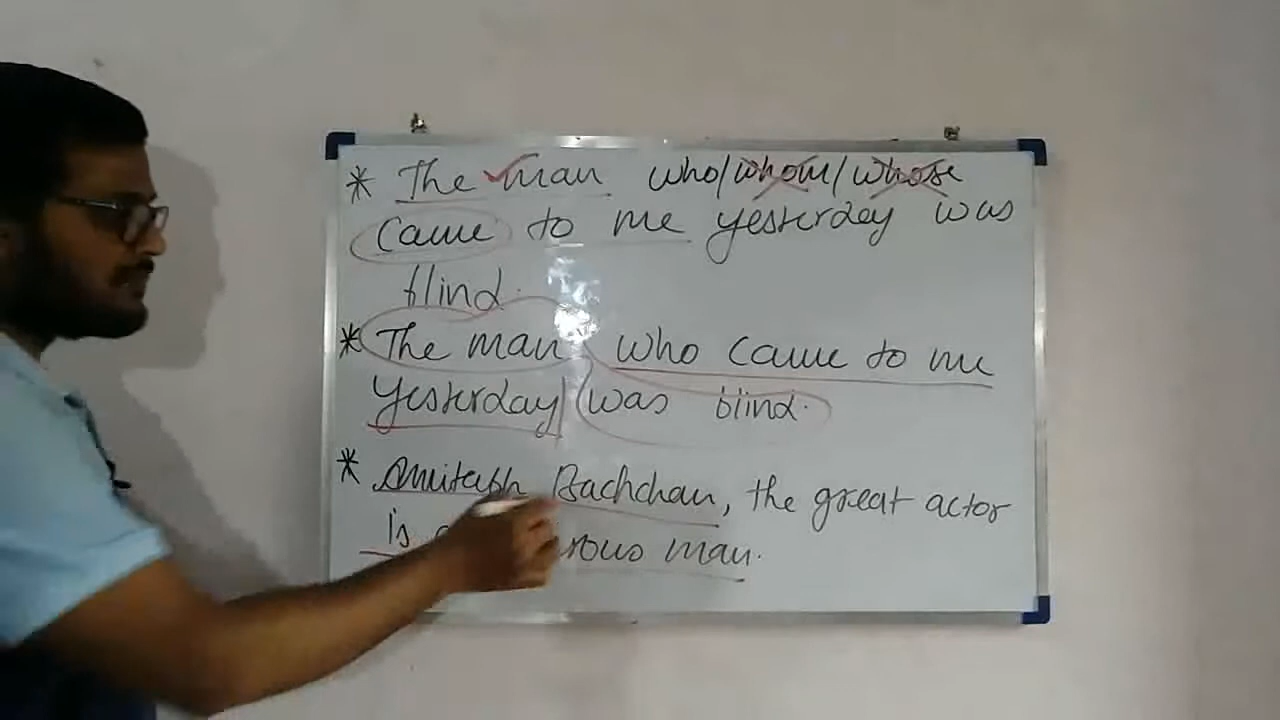 * The man who/whom/whose
came to me yesterday was
blind.
* The man who came to me
yesterday was blind.
* Amitabh Bachchan, the great actor
is man.